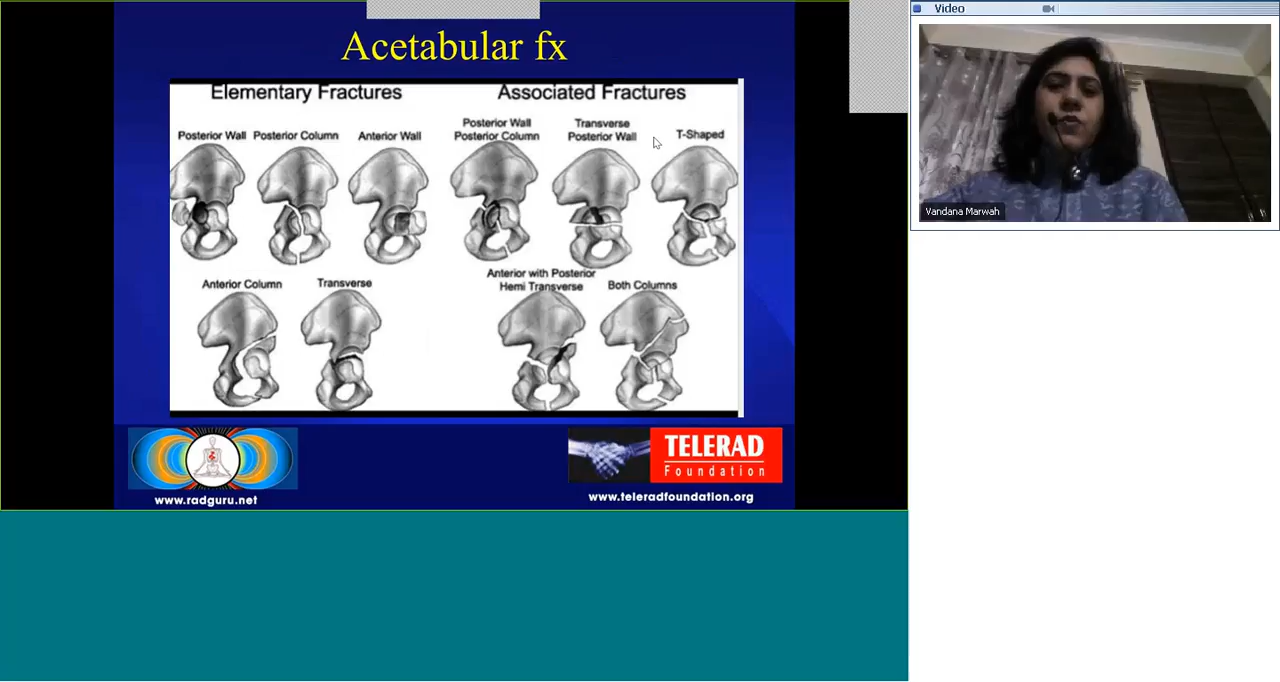 Acetabular fx
Elementary Fractures
Associated Fractures
Posterior Wall
Posterior Column
Anterior Wall
Posterior Wall
Posterior Column
Transverse
Posterior Wall
T-Shaped
Anterior Column
Transverse
Anterior with Posterior
Hemi Transverse
Both Columns
www.radguru.net
TELERAD
Foundation
www.teleradfoundation.org
Video
Vandana Marwah